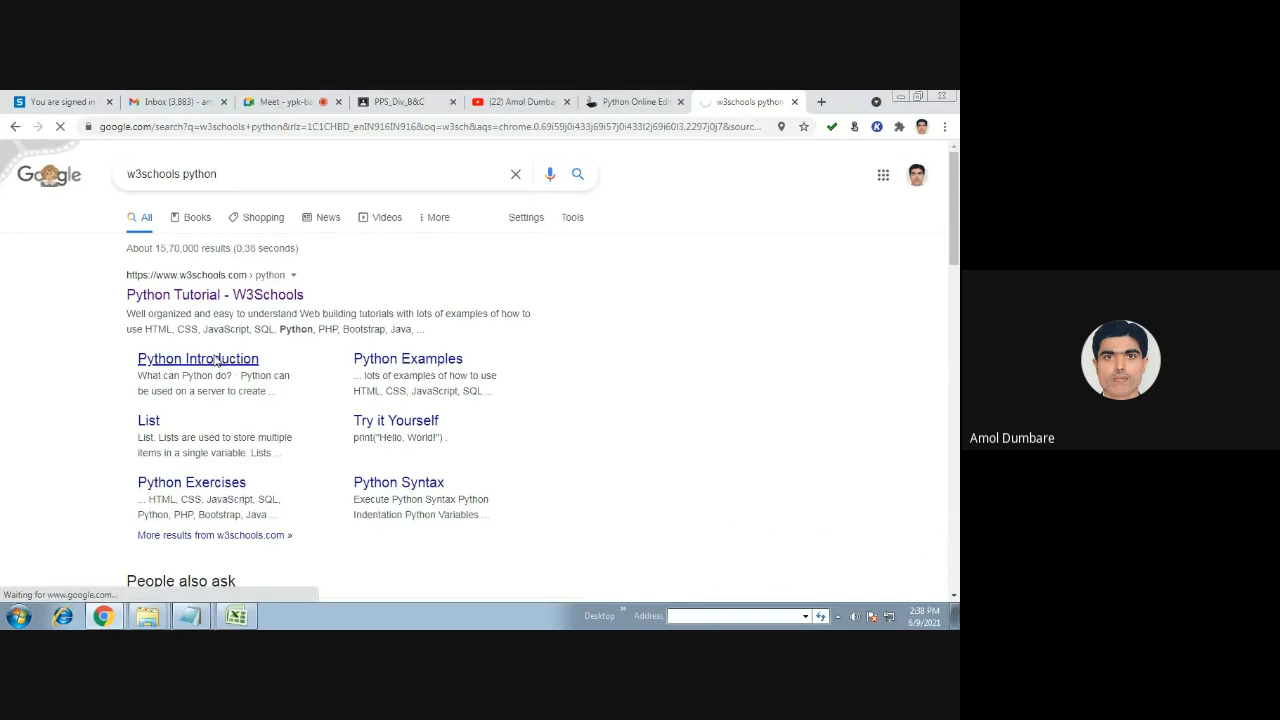 You are signed in
Inbox (3,883) - am
Meet - ypk-ba
PPS_Div_B&C
(22) Amol Dumba
Python Online Edi
w3schools python
google.com/search?q=w3schools+python&rlz=1C1CHBD_enIN916IN916&oq=w3sch&aqs=chrome.0.69i59j0i433j69i57j0i433l2j69i60l3.2297j0j7&sourc...
Google
w3schools python
All
Books
Shopping
News
Videos
More
Settings
Tools
About 15,70,000 results (0.36 seconds)
https://www.w3schools.com › python
Python Tutorial - W3Schools
Well organized and easy to understand Web building tutorials with lots of examples of how to
use HTML, CSS, JavaScript, SQL, Python, PHP, Bootstrap, Java, ...
Python Introduction
What can Python do? · Python can
be used on a server to create ...
Python Examples
... lots of examples of how to use
HTML, CSS, JavaScript, SQL ...
List
List. Lists are used to store multiple
items in a single variable. Lists ...
Try it Yourself
print("Hello, World!") .
Python Exercises
... HTML, CSS, JavaScript, SQL,
Python, PHP, Bootstrap, Java ...
Python Syntax
Execute Python Syntax Python
Indentation Python Variables ...
More results from w3schools.com »
People also ask
Waiting for www.google.com...
Desktop
Address
2:38 PM
6/9/2021
Amol Dumbare